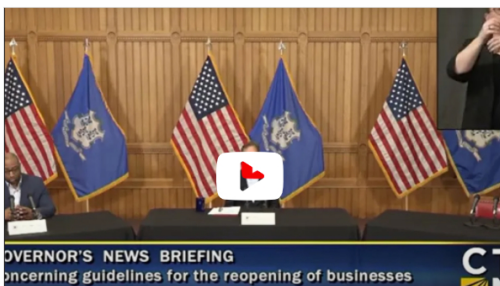 OVERNOR'S NEWS BRIEFING
oncerning guidelines for the reopening of businesses
CT